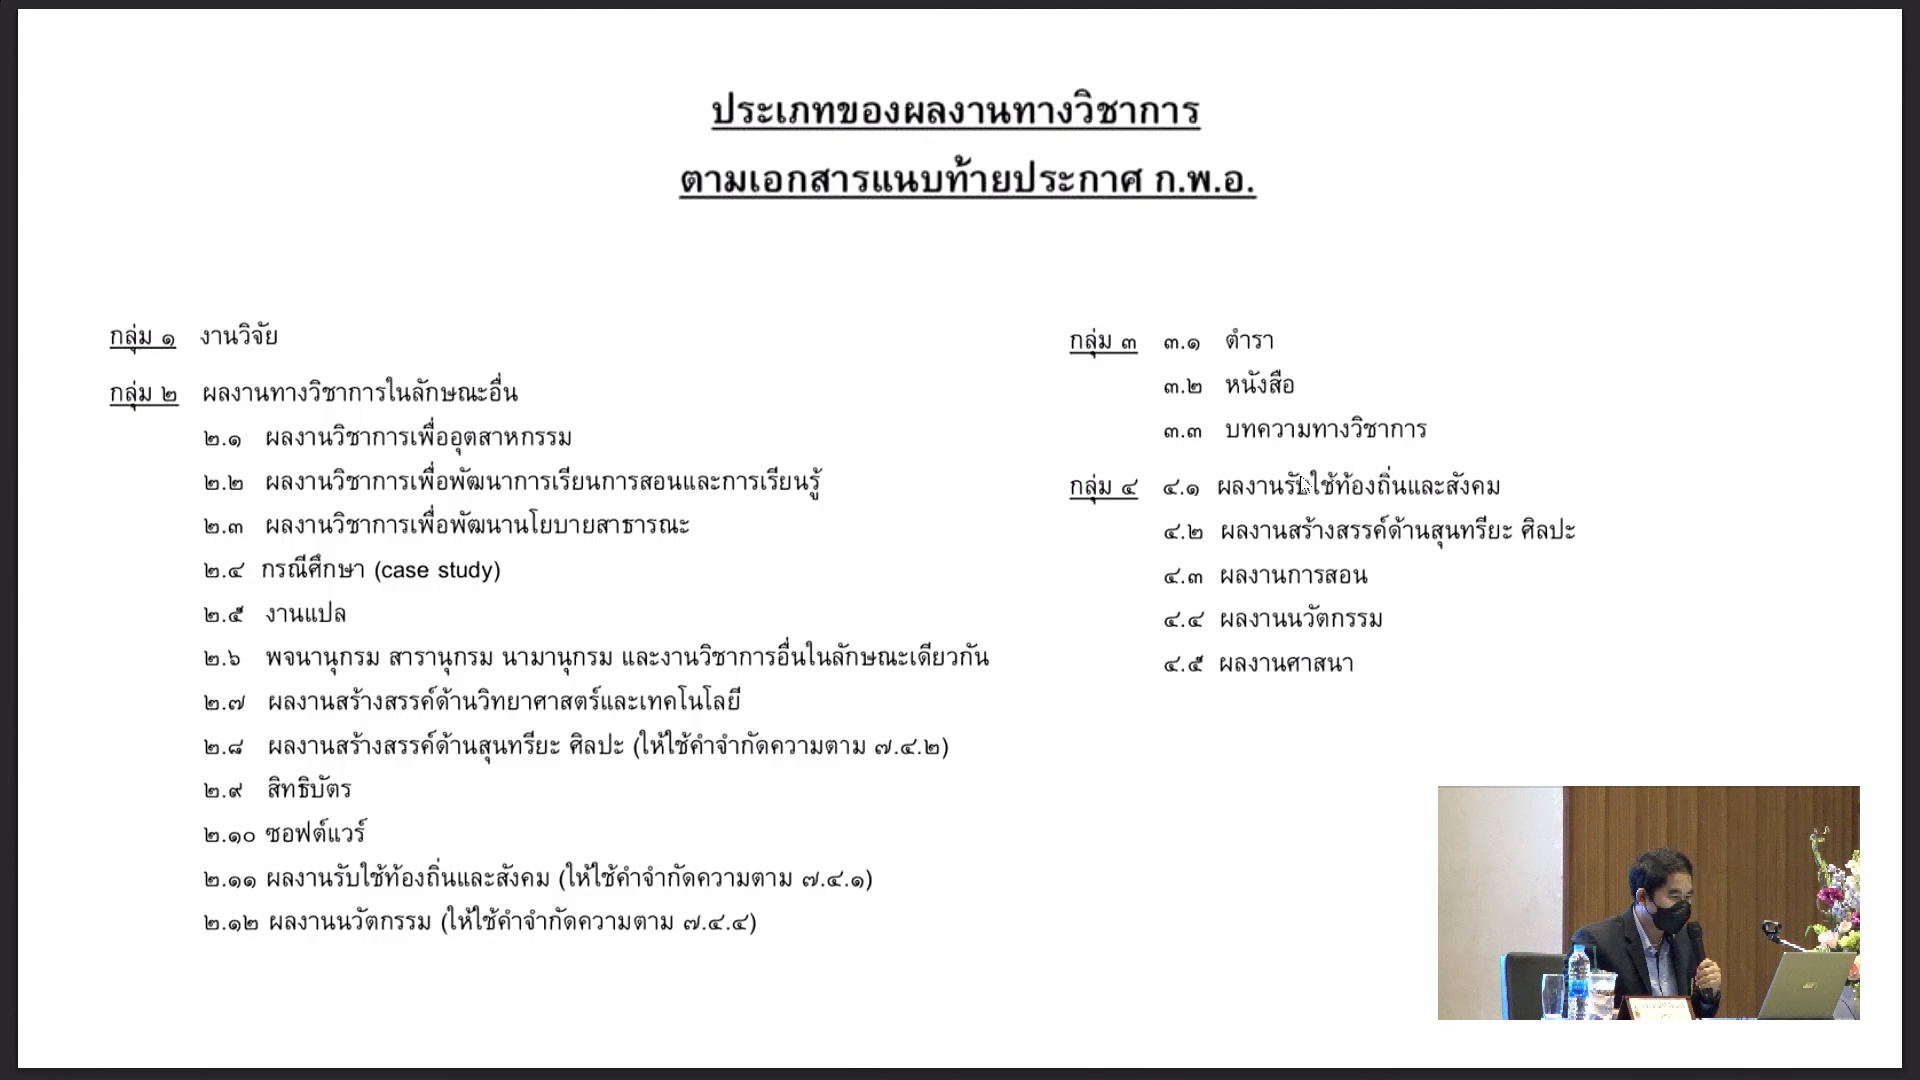 ประเภทของผลงานทางวิชาการ
ตามเอกสารแนบท้ายประกาศ ก.พ.อ.
กลุ่ม ๑ งานวิจัย
กลุ่ม ๒ ผลงานทางวิชาการในลักษณะอื่น
๒.๑ ผลงานวิชาการเพื่ออุตสาหกรรม
๒.๒ ผลงานวิชาการเพื่อพัฒนาการเรียนการสอนและการเรียนรู้
๒.๓ ผลงานวิชาการเพื่อพัฒนานโยบายสาธารณะ
๒.๔ กรณีศึกษา (case study)
๒.๕ งานแปล
๒.๖ พจนานุกรม สารานุกรม นามานุกรม และงานวิชาการอื่นในลักษณะเดียวกัน
๒.๗ ผลงานสร้างสรรค์ด้านวิทยาศาสตร์และเทคโนโลยี
๒.๘ ผลงานสร้างสรรค์ด้านสุนทรียะ ศิลปะ (ให้ใช้คำจำกัดความตาม ๗.๔.๒)
๒.๙ สิทธิบัตร
๒.๑๐ ซอฟต์แวร์
๒.๑๑ ผลงานรับใช้ท้องถิ่นและสังคม (ให้ใช้คำจำกัดความตาม ๗.๔.๑)
๒.๑๒ ผลงานนวัตกรรม (ให้ใช้คำจำกัดความตาม ๗.๔.๔)
กลุ่ม ๓ ๓.๑ ตำรา
๓.๒ หนังสือ
๓.๓ บทความทางวิชาการ
กลุ่ม ๔ ๔.๑ ผลงานรับใช้ท้องถิ่นและสังคม
๔.๒ ผลงานสร้างสรรค์ด้านสุนทรียะ ศิลปะ
๔.๓ ผลงานการสอน
๔.๔ ผลงานนวัตกรรม
๔.๕ ผลงานศาสนา